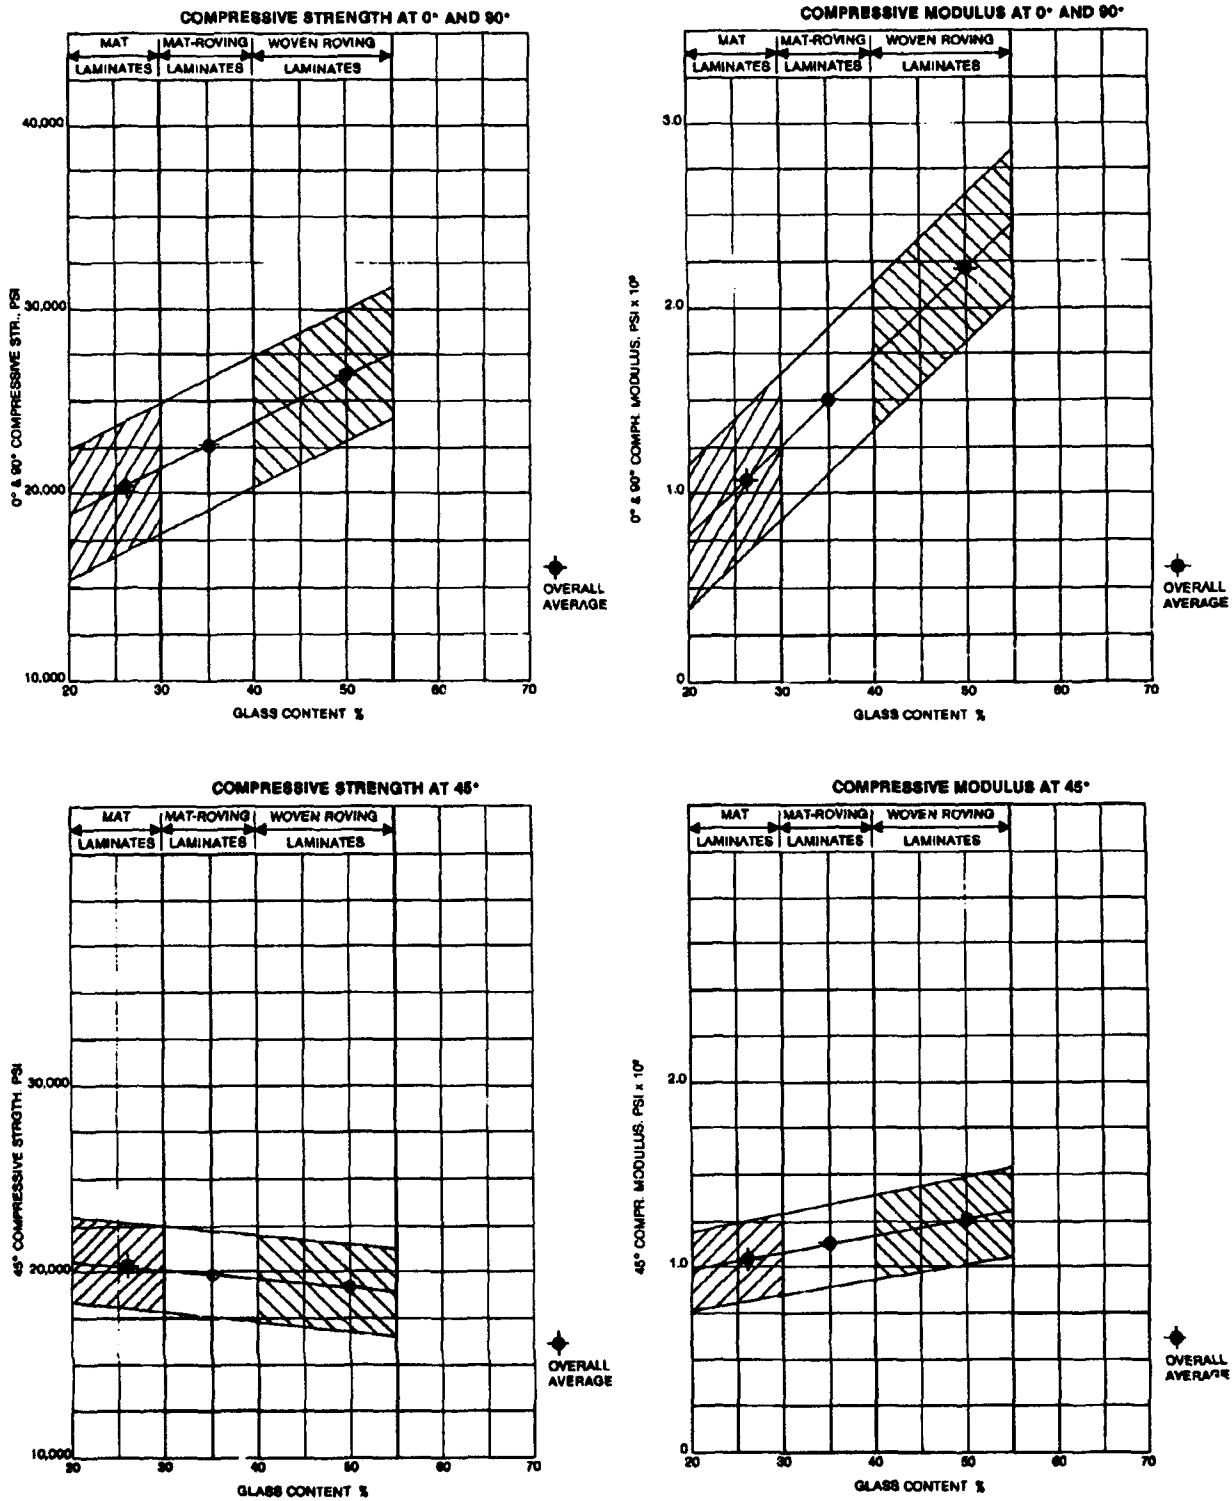 COMPRESSIVE STRENGTH AT 0° AND 90°
MAT
MAT-ROVING
WOVEN ROVING
LAMINATES
LAMINATES
LAMINATES
40,000
30,000
20,000
10,000
0° & 90° COMPRESSIVE STR., PSI
20
30
40
50
60
70
GLASS CONTENT %
OVERALL
AVERAGE
COMPRESSIVE MODULUS AT 0° AND 90°
MAT
MAT-ROVING
WOVEN ROVING
LAMINATES
LAMINATES
LAMINATES
3.0
2.0
1.0
0
0° & 90° COMPR. MODULUS, PSI x 10⁶
20
30
40
50
60
70
GLASS CONTENT %
OVERALL
AVERAGE
COMPRESSIVE STRENGTH AT 45°
MAT
MAT-ROVING
WOVEN ROVING
LAMINATES
LAMINATES
LAMINATES
30,000
20,000
10,000
45° COMPRESSIVE STRGTH. PSI
20
30
40
50
60
70
GLASS CONTENT %
OVERALL
AVERAGE
COMPRESSIVE MODULUS AT 45°
MAT
MAT-ROVING
WOVEN ROVING
LAMINATES
LAMINATES
LAMINATES
2.0
1.0
0
45° COMPR. MODULUS, PSI x 10⁶
20
30
40
50
60
70
GLASS CONTENT %
OVERALL
AVERAGE